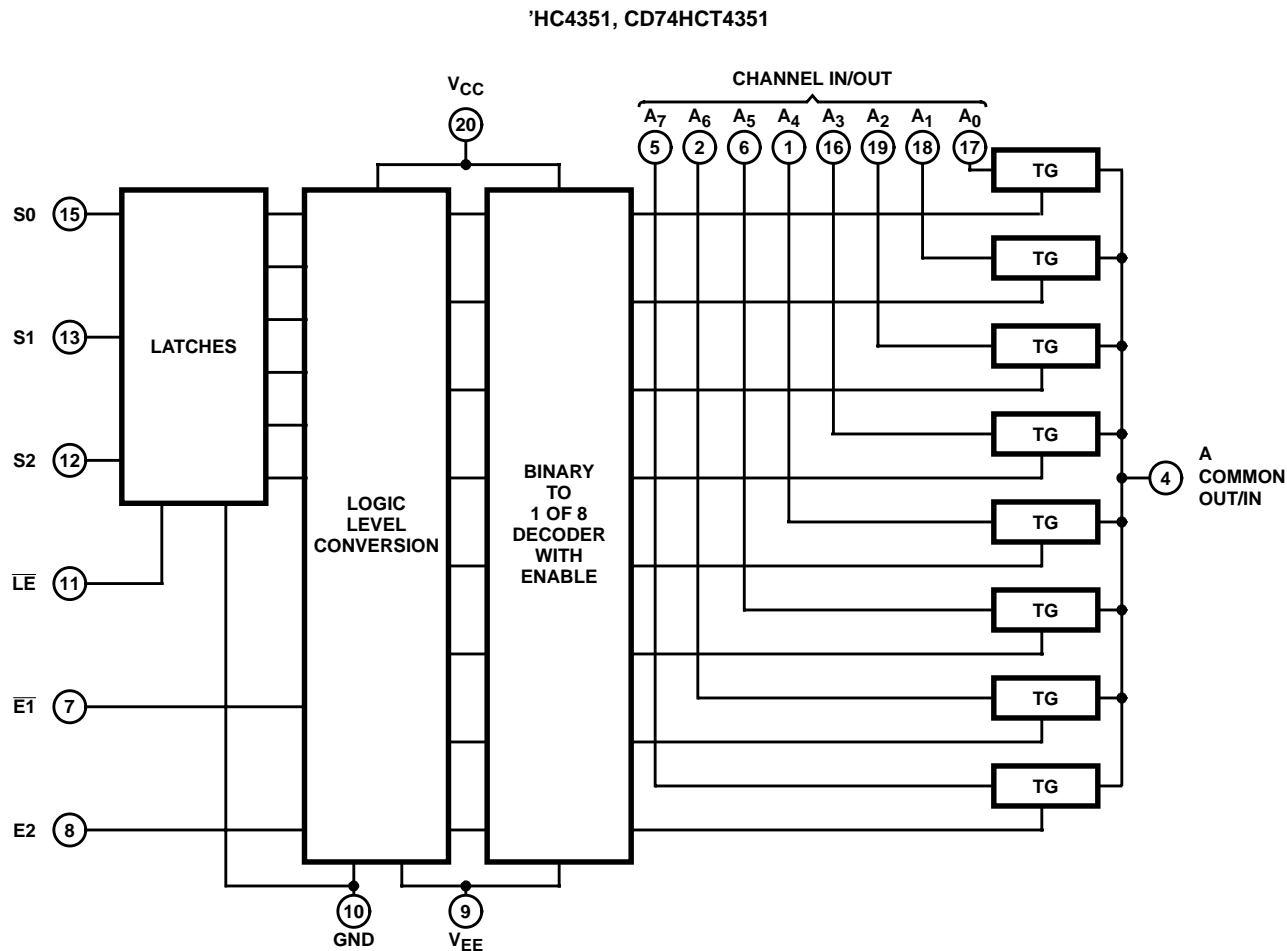 'HC4351, CD74HCT4351
CHANNEL IN/OUT
VCC
20
A7 A6 A5 A4 A3 A2 A1 A0
5 2 6 1 16 19 18 17
TG
S0 15
TG
S1 13
LATCHES
TG
TG
S2 12
BINARY
TO
1 OF 8
DECODER
WITH
ENABLE
LOGIC
LEVEL
CONVERSION
4
A
COMMON
OUT/IN
TG
LE 11
TG
E1 7
TG
TG
E2 8
10
GND
9
VEE